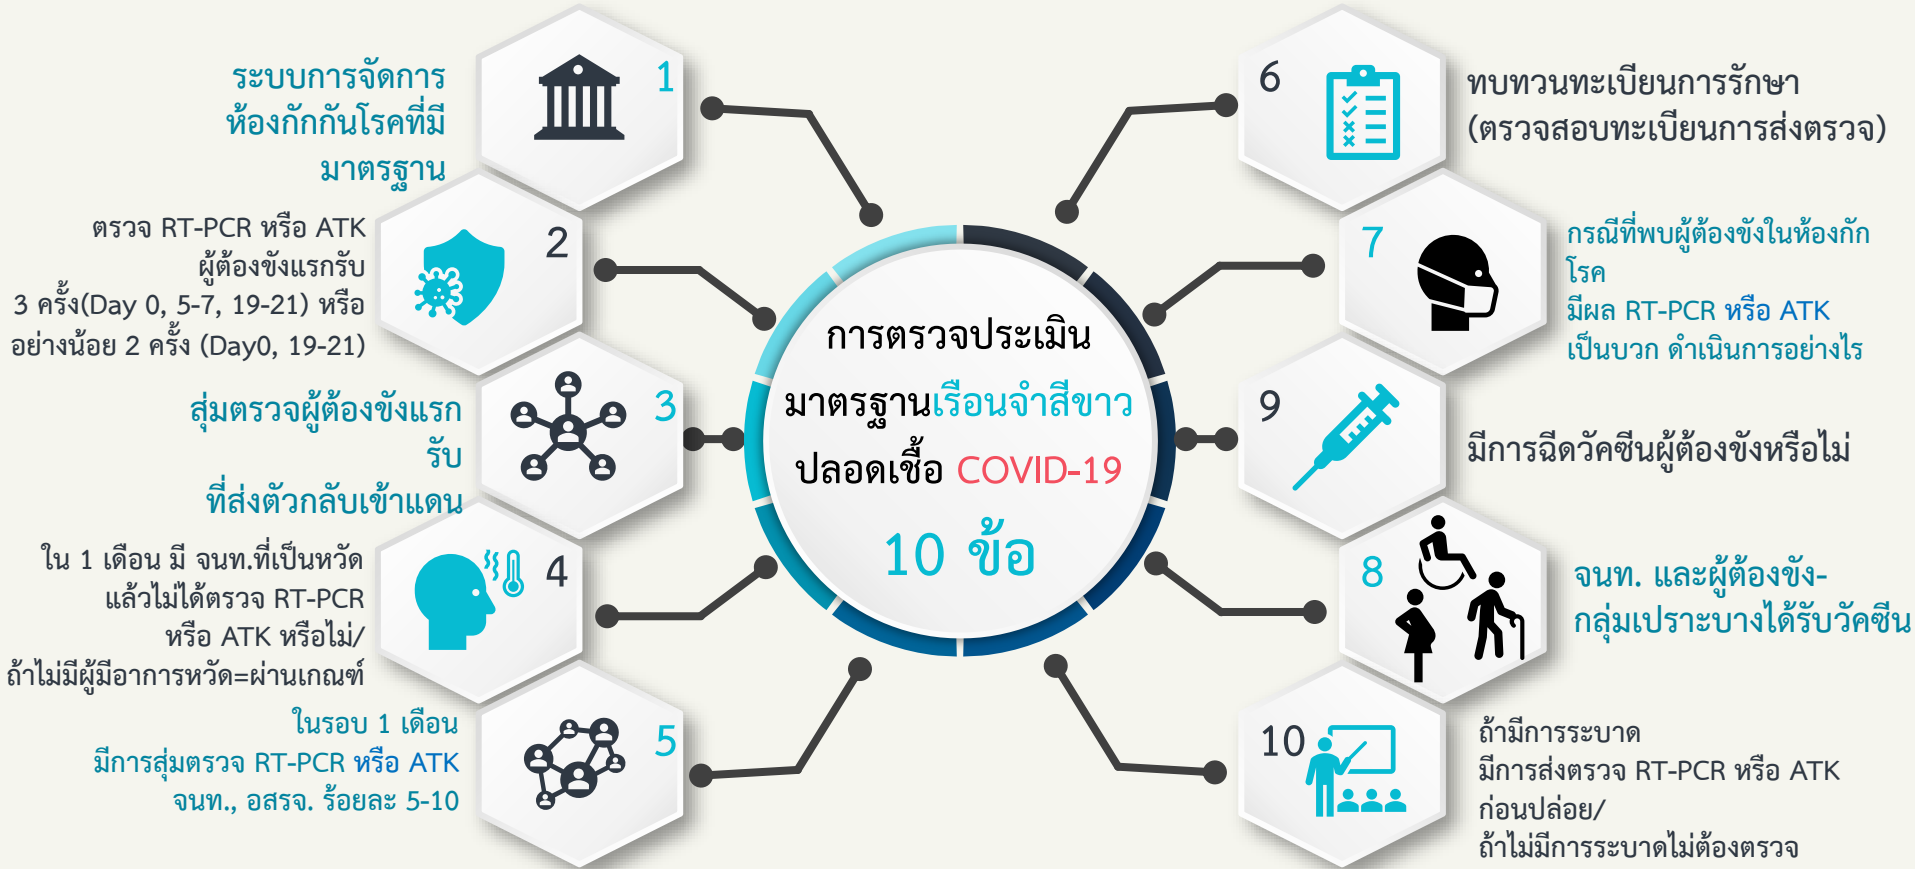 การตรวจประเมิน
มาตรฐานเรือนจำสีขาว
ปลอดเชื้อ COVID-19
10 ข้อ
1
ระบบการจัดการ
ห้องกักกันโรคที่มี
มาตรฐาน
2
ตรวจ RT-PCR หรือ ATK
ผู้ต้องขังแรกรับ
3 ครั้ง(Day 0, 5-7, 19-21) หรือ
อย่างน้อย 2 ครั้ง (Day0, 19-21)
3
สุ่มตรวจผู้ต้องขังแรก
รับ
ที่ส่งตัวกลับเข้าแดน
4
ใน 1 เดือน มี จนท.ที่เป็นหวัด
แล้วไม่ได้ตรวจ RT-PCR
หรือ ATK หรือไม่/
ถ้าไม่มีผู้มีอาการหวัด=ผ่านเกณฑ์
5
ในรอบ 1 เดือน
มีการสุ่มตรวจ RT-PCR หรือ ATK
จนท., อสรจ. ร้อยละ 5-10
6
ทบทวนทะเบียนการรักษา
(ตรวจสอบทะเบียนการส่งตรวจ)
7
กรณีที่พบผู้ต้องขังในห้องกัก
โรค
มีผล RT-PCR หรือ ATK
เป็นบวก ดำเนินการอย่างไร
9
มีการฉีดวัคซีนผู้ต้องขังหรือไม่
8
จนท. และผู้ต้องขัง-
กลุ่มเปราะบางได้รับวัคซีน
10
ถ้ามีการระบาด
มีการส่งตรวจ RT-PCR หรือ ATK
ก่อนปล่อย/
ถ้าไม่มีการระบาดไม่ต้องตรวจ